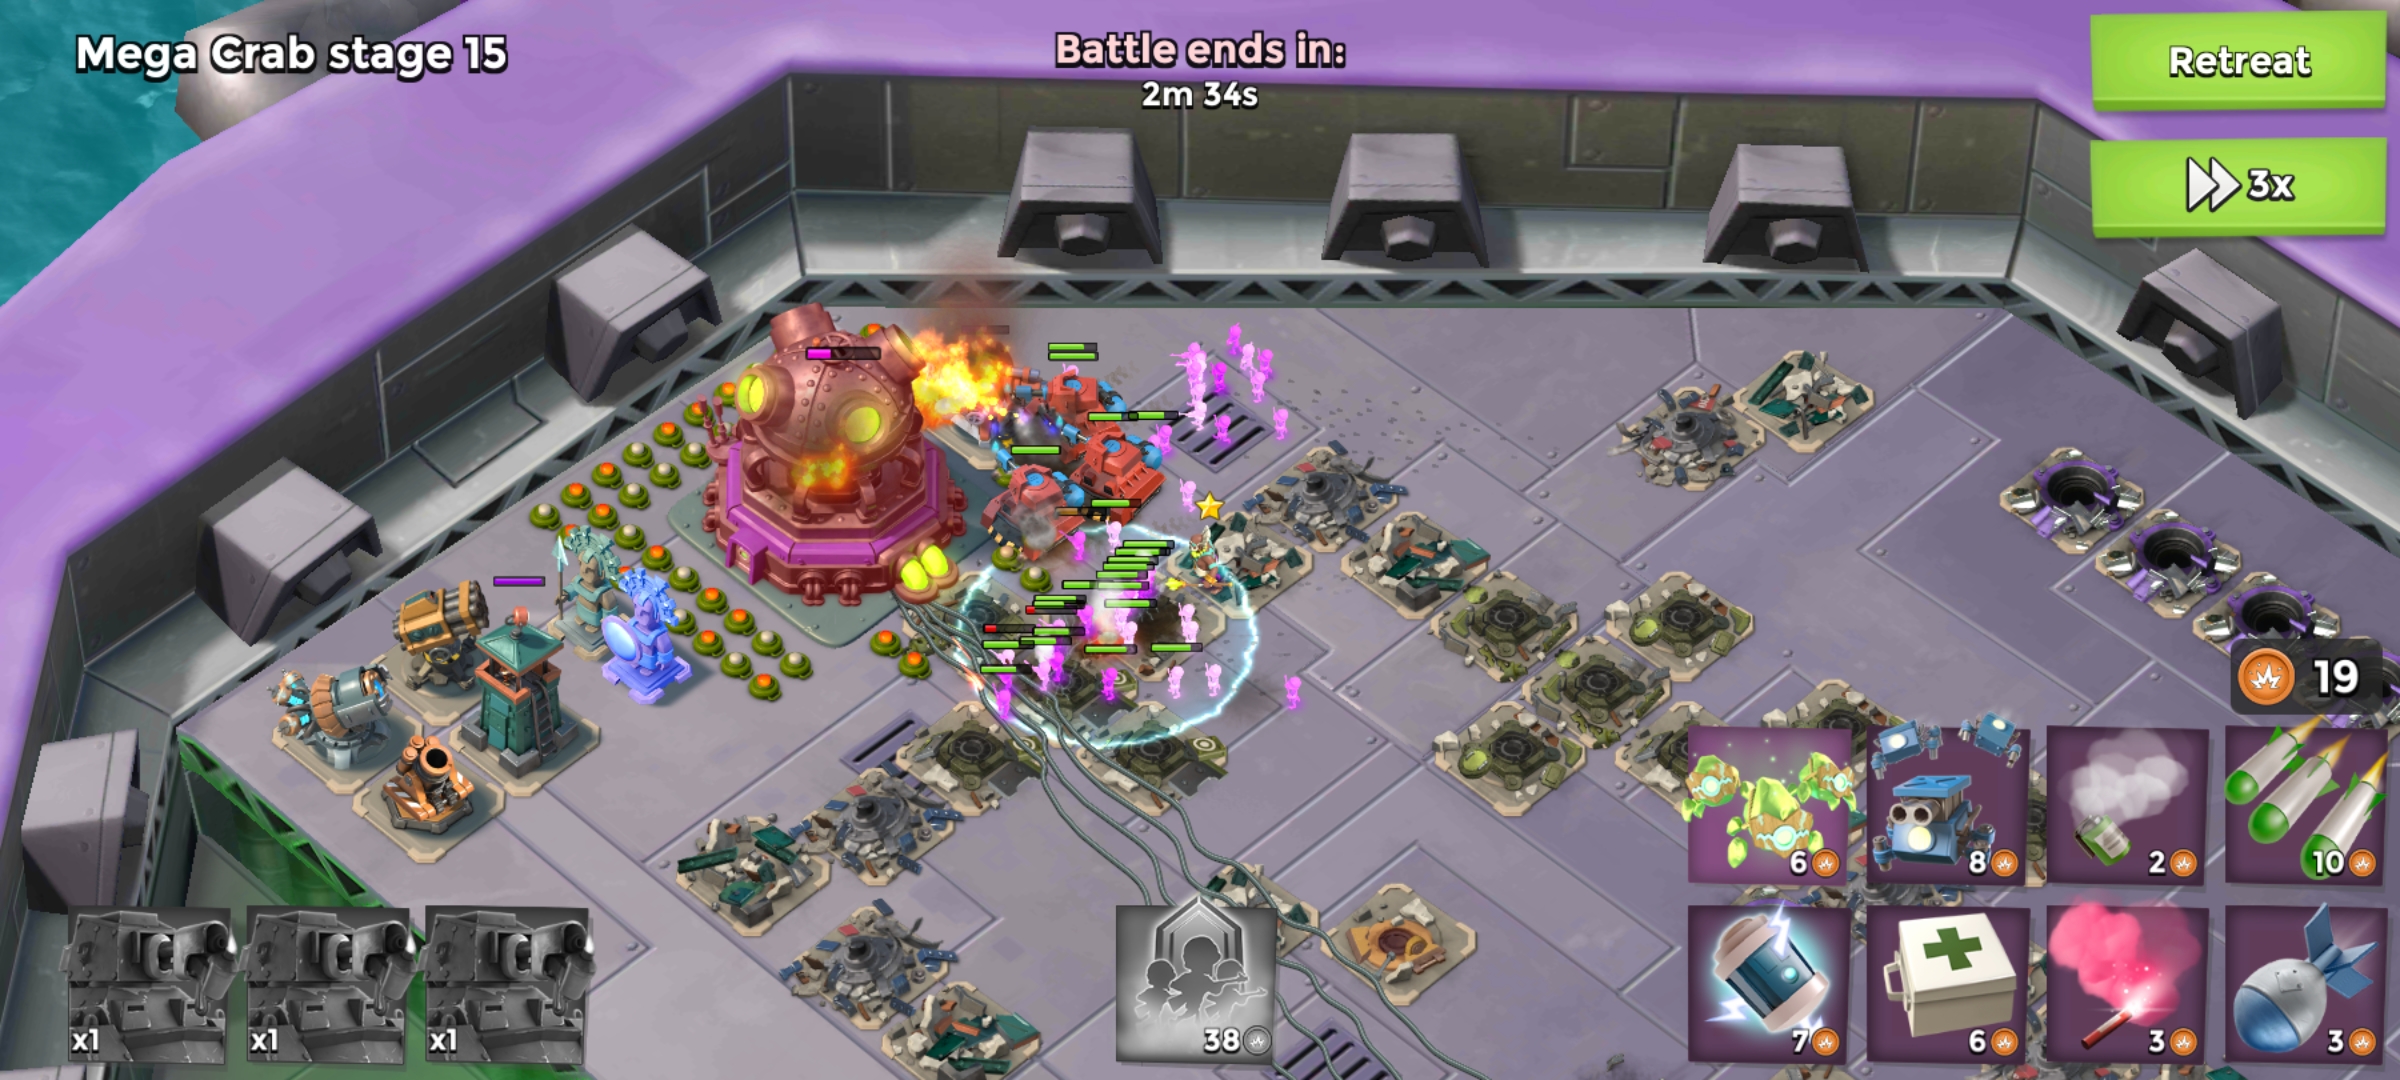 Mega Crab stage 15
Battle ends in:
2m 34s
Retreat
3x
19
6
8
2
10
x1
x1
x1
38
7
6
3
3